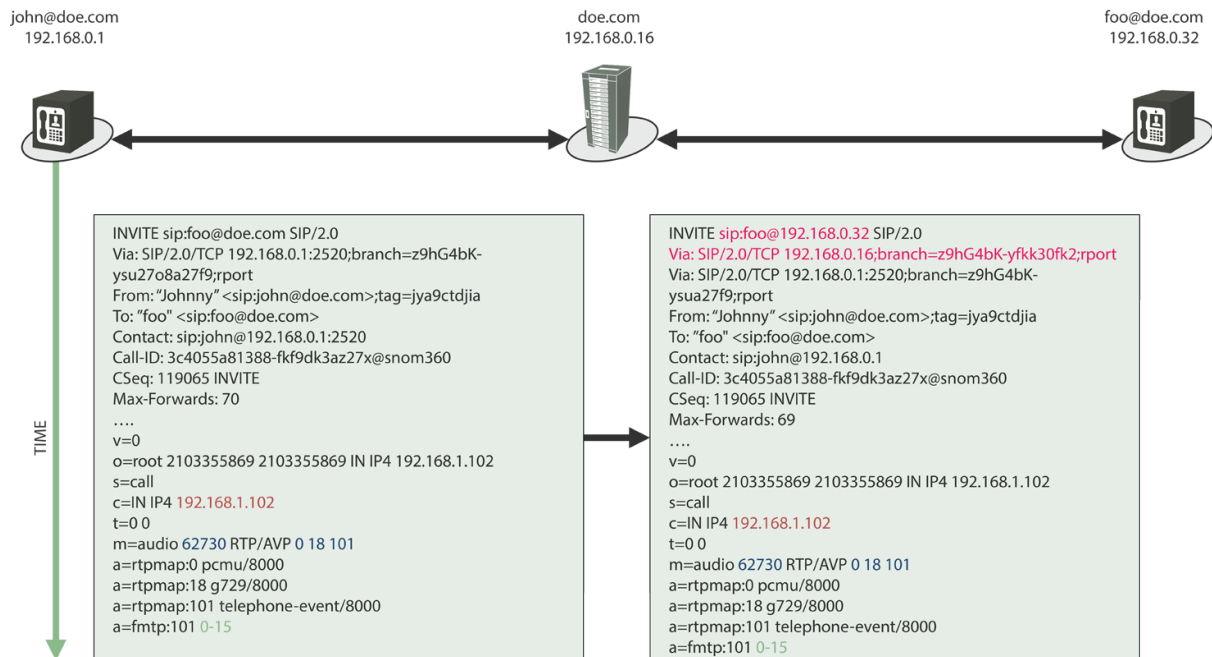 john@doe.com
192.168.0.1
doe.com
192.168.0.16
foo@doe.com
192.168.0.32
TIME
INVITE sip:foo@doe.com SIP/2.0
Via: SIP/2.0/TCP 192.168.0.1:2520;branch=z9hG4bK-
ysu27o8a27f9;rport
From: “Johnny” <sip:john@doe.com>;tag=jya9ctdjia
To: "foo" <sip:foo@doe.com>
Contact: sip:john@192.168.0.1:2520
Call-ID: 3c4055a81388-fkf9dk3az27x@snom360
CSeq: 119065 INVITE
Max-Forwards: 70
....
v=0
o=root 2103355869 2103355869 IN IP4 192.168.1.102
s=call
c=IN IP4 192.168.1.102
t=0 0
m=audio 62730 RTP/AVP 0 18 101
a=rtpmap:0 pcmu/8000
a=rtpmap:18 g729/8000
a=rtpmap:101 telephone-event/8000
a=fmtp:101 0-15
INVITE sip:foo@192.168.0.32 SIP/2.0
Via: SIP/2.0/TCP 192.168.0.16;branch=z9hG4bK-yfkk30fk2;rport
Via: SIP/2.0/TCP 192.168.0.1:2520;branch=z9hG4bK-
ysua27f9;rport
From: “Johnny” <sip:john@doe.com>;tag=jya9ctdjia
To: "foo" <sip:foo@doe.com>
Contact: sip:john@192.168.0.1
Call-ID: 3c4055a81388-fkf9dk3az27x@snom360
CSeq: 119065 INVITE
Max-Forwards: 69
....
v=0
o=root 2103355869 2103355869 IN IP4 192.168.1.102
s=call
c=IN IP4 192.168.1.102
t=0 0
m=audio 62730 RTP/AVP 0 18 101
a=rtpmap:0 pcmu/8000
a=rtpmap:18 g729/8000
a=rtpmap:101 telephone-event/8000
a=fmtp:101 0-15